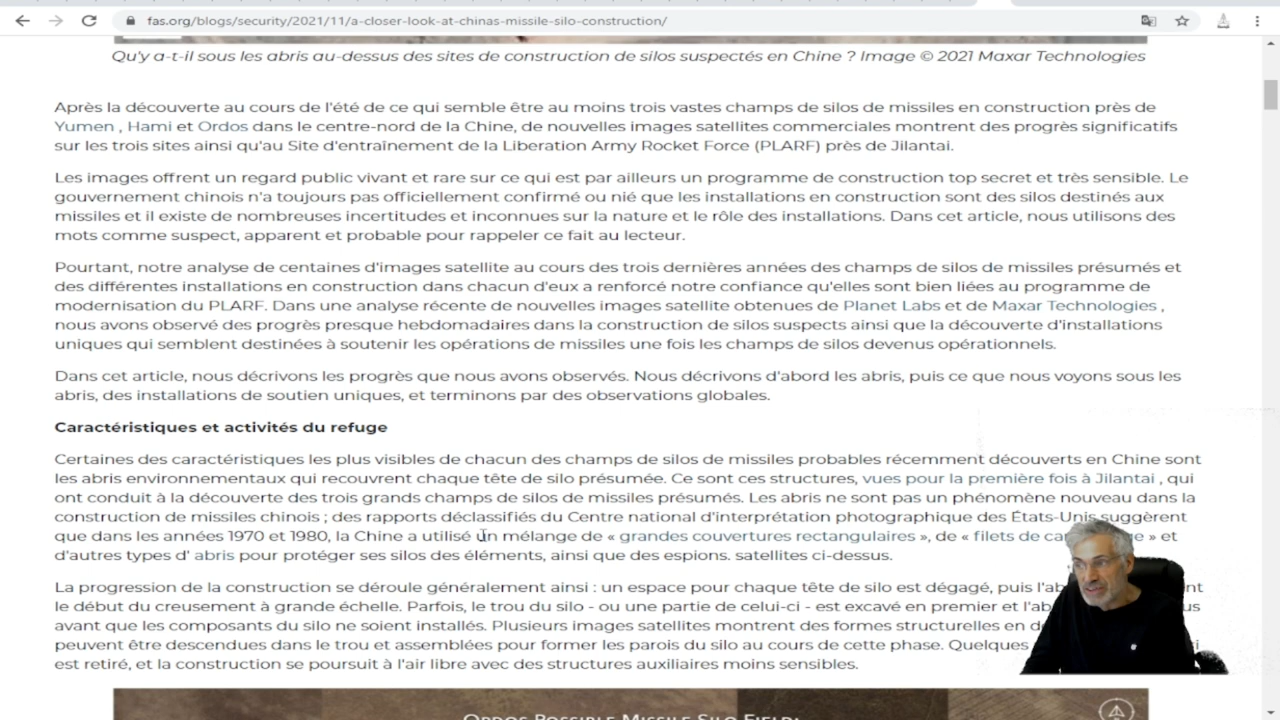 fas.org/blogs/security/2021/11/a-closer-look-at-chinas-missile-silo-construction/
Qu'y a-t-il sous les abris au-dessus des sites de construction de silos suspectés en Chine ? Image © 2021 Maxar Technologies
Après la découverte au cours de l'été de ce qui semble être au moins trois vastes champs de silos de missiles en construction près de
Yumen , Hami et Ordos dans le centre-nord de la Chine, de nouvelles images satellites commerciales montrent des progrès significatifs
sur les trois sites ainsi qu'au Site d'entraînement de la Liberation Army Rocket Force (PLARF) près de Jilantai.
Les images offrent un regard public vivant et rare sur ce qui est par ailleurs un programme de construction top secret et très sensible. Le
gouvernement chinois n'a toujours pas officiellement confirmé ou nié que les installations en construction sont des silos destinés aux
missiles et il existe de nombreuses incertitudes et inconnues sur la nature et le rôle des installations. Dans cet article, nous utilisons des
mots comme suspect, apparent et probable pour rappeler ce fait au lecteur.
Pourtant, notre analyse de centaines d'images satellite au cours des trois dernières années des champs de silos de missiles présumés et
des différentes installations en construction dans chacun d'eux a renforcé notre confiance qu'elles sont bien liées au programme de
modernisation du PLARF. Dans une analyse récente de nouvelles images satellite obtenues de Planet Labs et de Maxar Technologies ,
nous avons observé des progrès presque hebdomadaires dans la construction de silos suspects ainsi que la découverte d'installations
uniques qui semblent destinées à soutenir les opérations de missiles une fois les champs de silos devenus opérationnels.
Dans cet article, nous décrivons les progrès que nous avons observés. Nous décrivons d'abord les abris, puis ce que nous voyons sous les
abris, des installations de soutien uniques, et terminons par des observations globales.
Caractéristiques et activités du refuge
Certaines des caractéristiques les plus visibles de chacun des champs de silos de missiles probables récemment découverts en Chine sont
les abris environnementaux qui recouvrent chaque tête de silo présumée. Ce sont ces structures, vues pour la première fois à Jilantai , qui
ont conduit à la découverte des trois grands champs de silos de missiles présumés. Les abris ne sont pas un phénomène nouveau dans la
construction de missiles chinois ; des rapports déclassifiés du Centre national d'interprétation photographique des États-Unis suggèrent
que dans les années 1970 et 1980, la Chine a utilisé un mélange de « grandes couvertures rectangulaires », de « filets de » et
d'autres types d' abris pour protéger ses silos des éléments, ainsi que des espions. satellites ci-dessus.
La progression de la construction se déroule généralement ainsi : un espace pour chaque tête de silo est dégagé, puis
le début du creusement à grande échelle. Parfois, le trou du silo - ou une partie de celui-ci - est excavé en premier et
avant que les composants du silo ne soient installés. Plusieurs images satellites montrent des formes structurelles en
peuvent être descendues dans le trou et assemblées pour former les parois du silo au cours de cette phase. Quelques
est retiré, et la construction se poursuit à l'air libre avec des structures auxiliaires moins sensibles.
Ordos Possible Missile Silo Field: